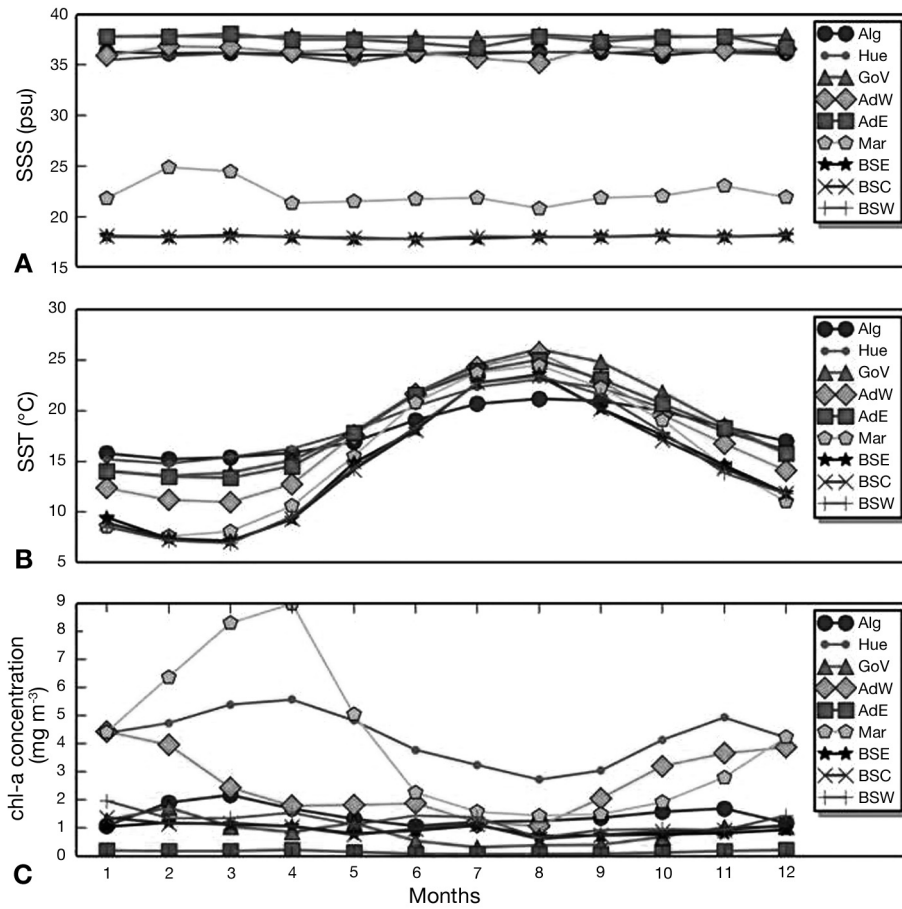 40
35
30
25
20
15
SSS (psu)
A
Alg
Hue
GoV
AdW
AdE
Mar
BSE
BSC
BSW
30
25
20
15
10
5
SST (°C)
B
Alg
Hue
GoV
AdW
AdE
Mar
BSE
BSC
BSW
9
8
7
6
5
4
3
2
1
0
chl-a concentration
(mg m-3)
C
Alg
Hue
GoV
AdW
AdE
Mar
BSE
BSC
BSW
1 2 3 4 5 6 7 8 9 10 11 12
Months